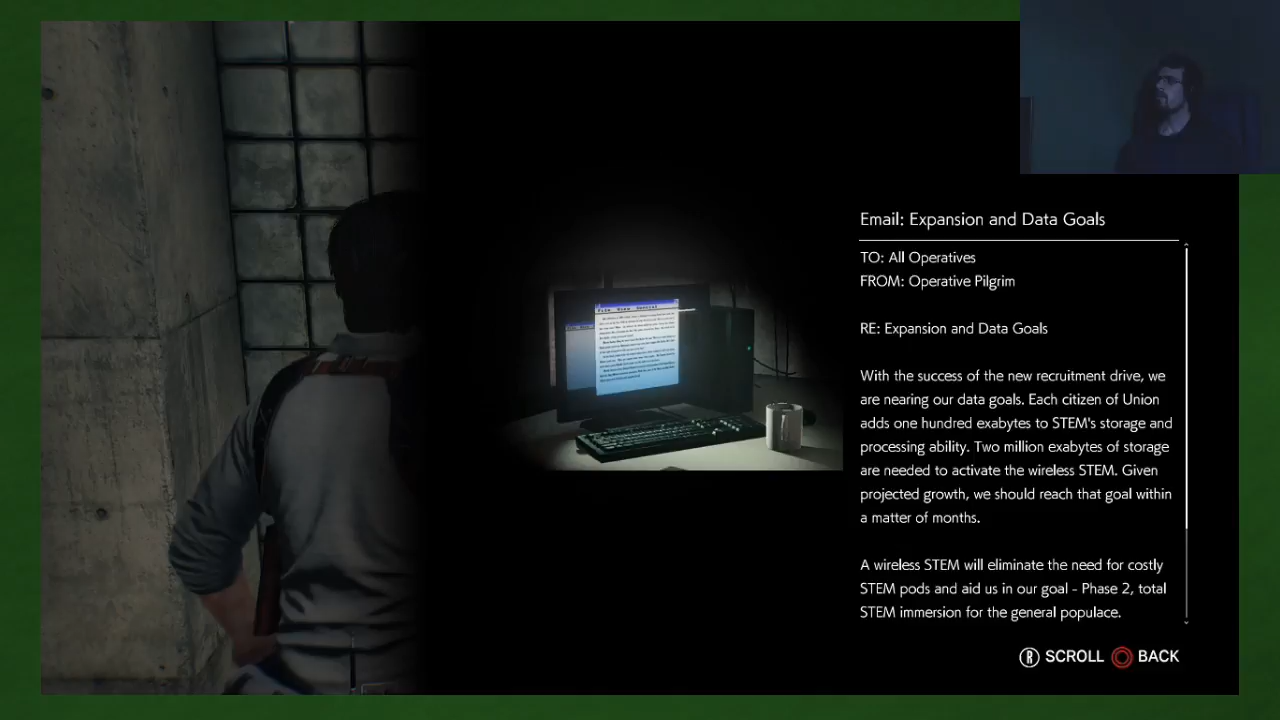 Email: Expansion and Data Goals
TO: All Operatives
FROM: Operative Pilgrim
RE: Expansion and Data Goals
With the success of the new recruitment drive, we
are nearing our data goals. Each citizen of Union
adds one hundred exabytes to STEM's storage and
processing ability. Two million exabytes of storage
are needed to activate the wireless STEM. Given
projected growth, we should reach that goal within
a matter of months.
A wireless STEM will eliminate the need for costly
STEM pods and aid us in our goal - Phase 2, total
STEM immersion for the general populace.
R SCROLL BACK